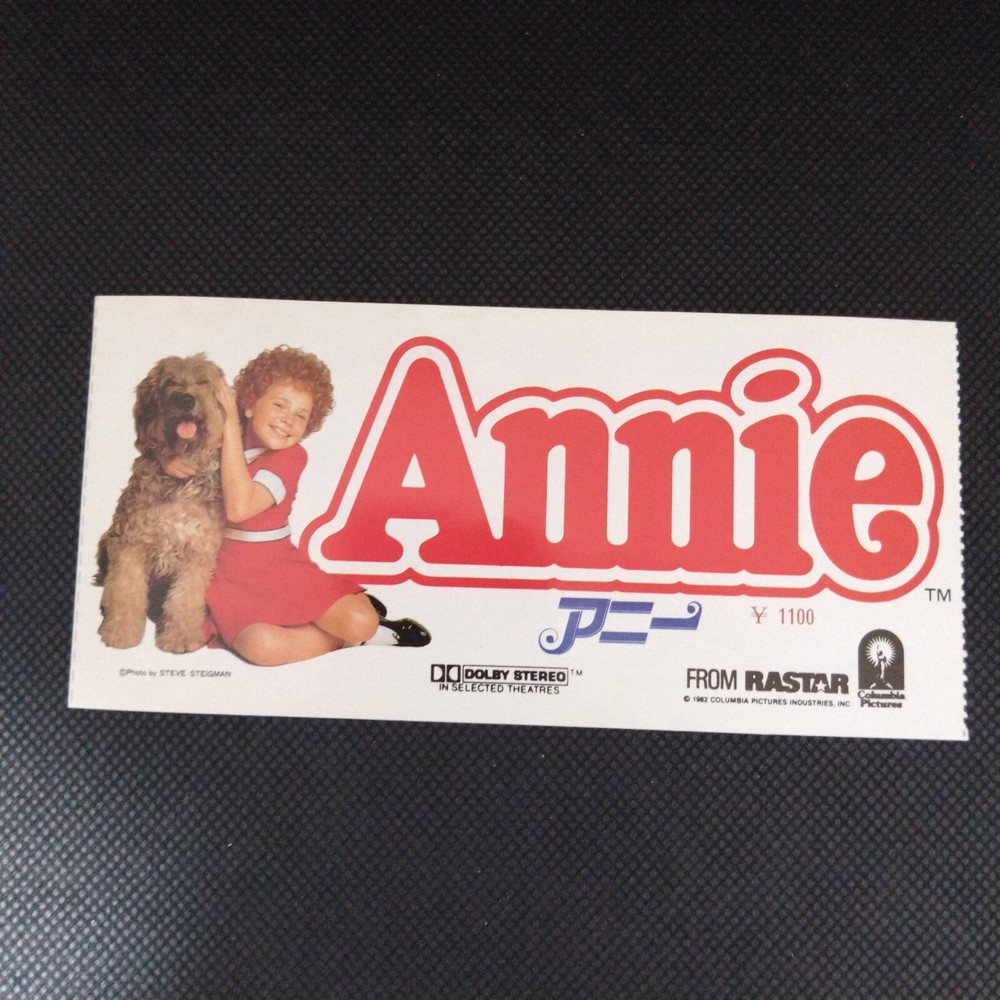 Annie
TM
アニー
¥ 1100
©Photo by STEVE STEIGMAN
DOLBY STEREO TM
IN SELECTED THEATRES
FROM RASTAR
© 1982 COLUMBIA PICTURES INDUSTRIES, INC.
Columbia
Pictures